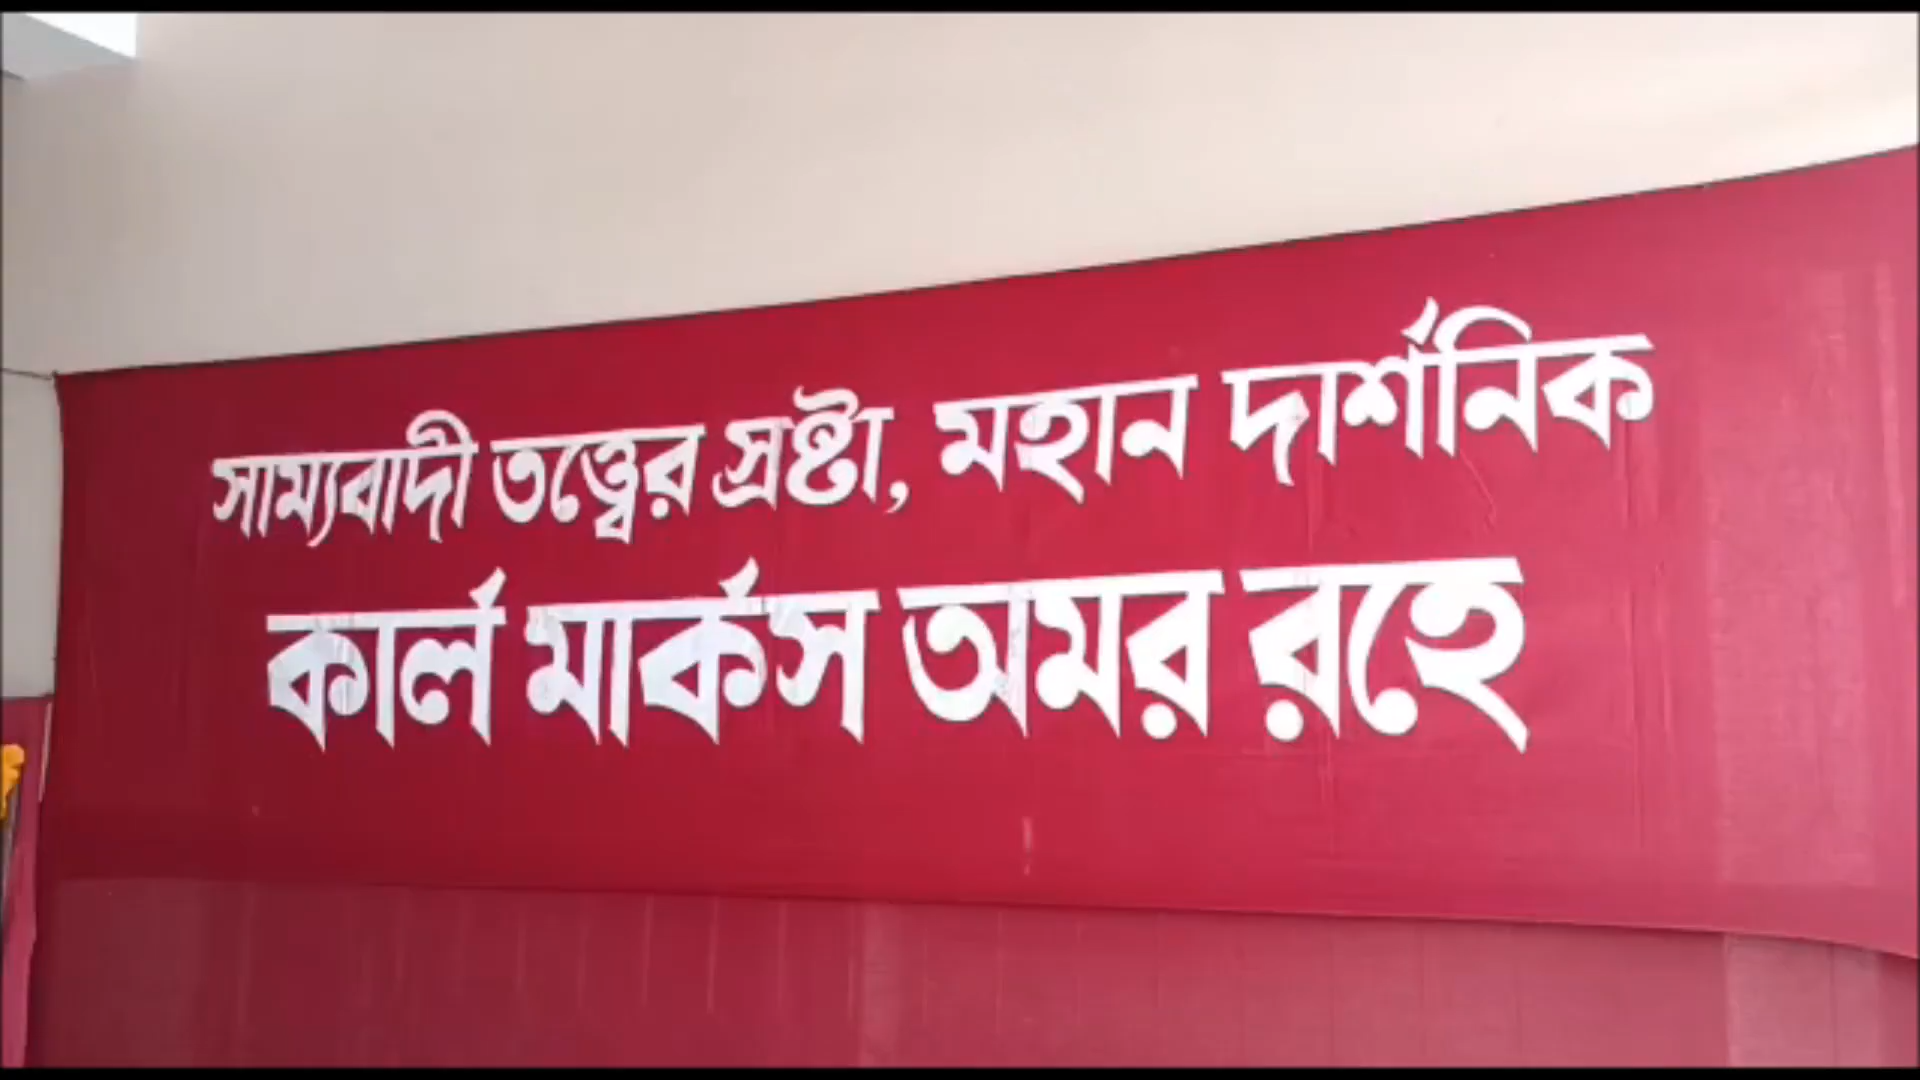 সাম্যবাদী তত্ত্বের স্রষ্টা, মহান দার্শনিক
কার্ল মার্কস অমর রহে